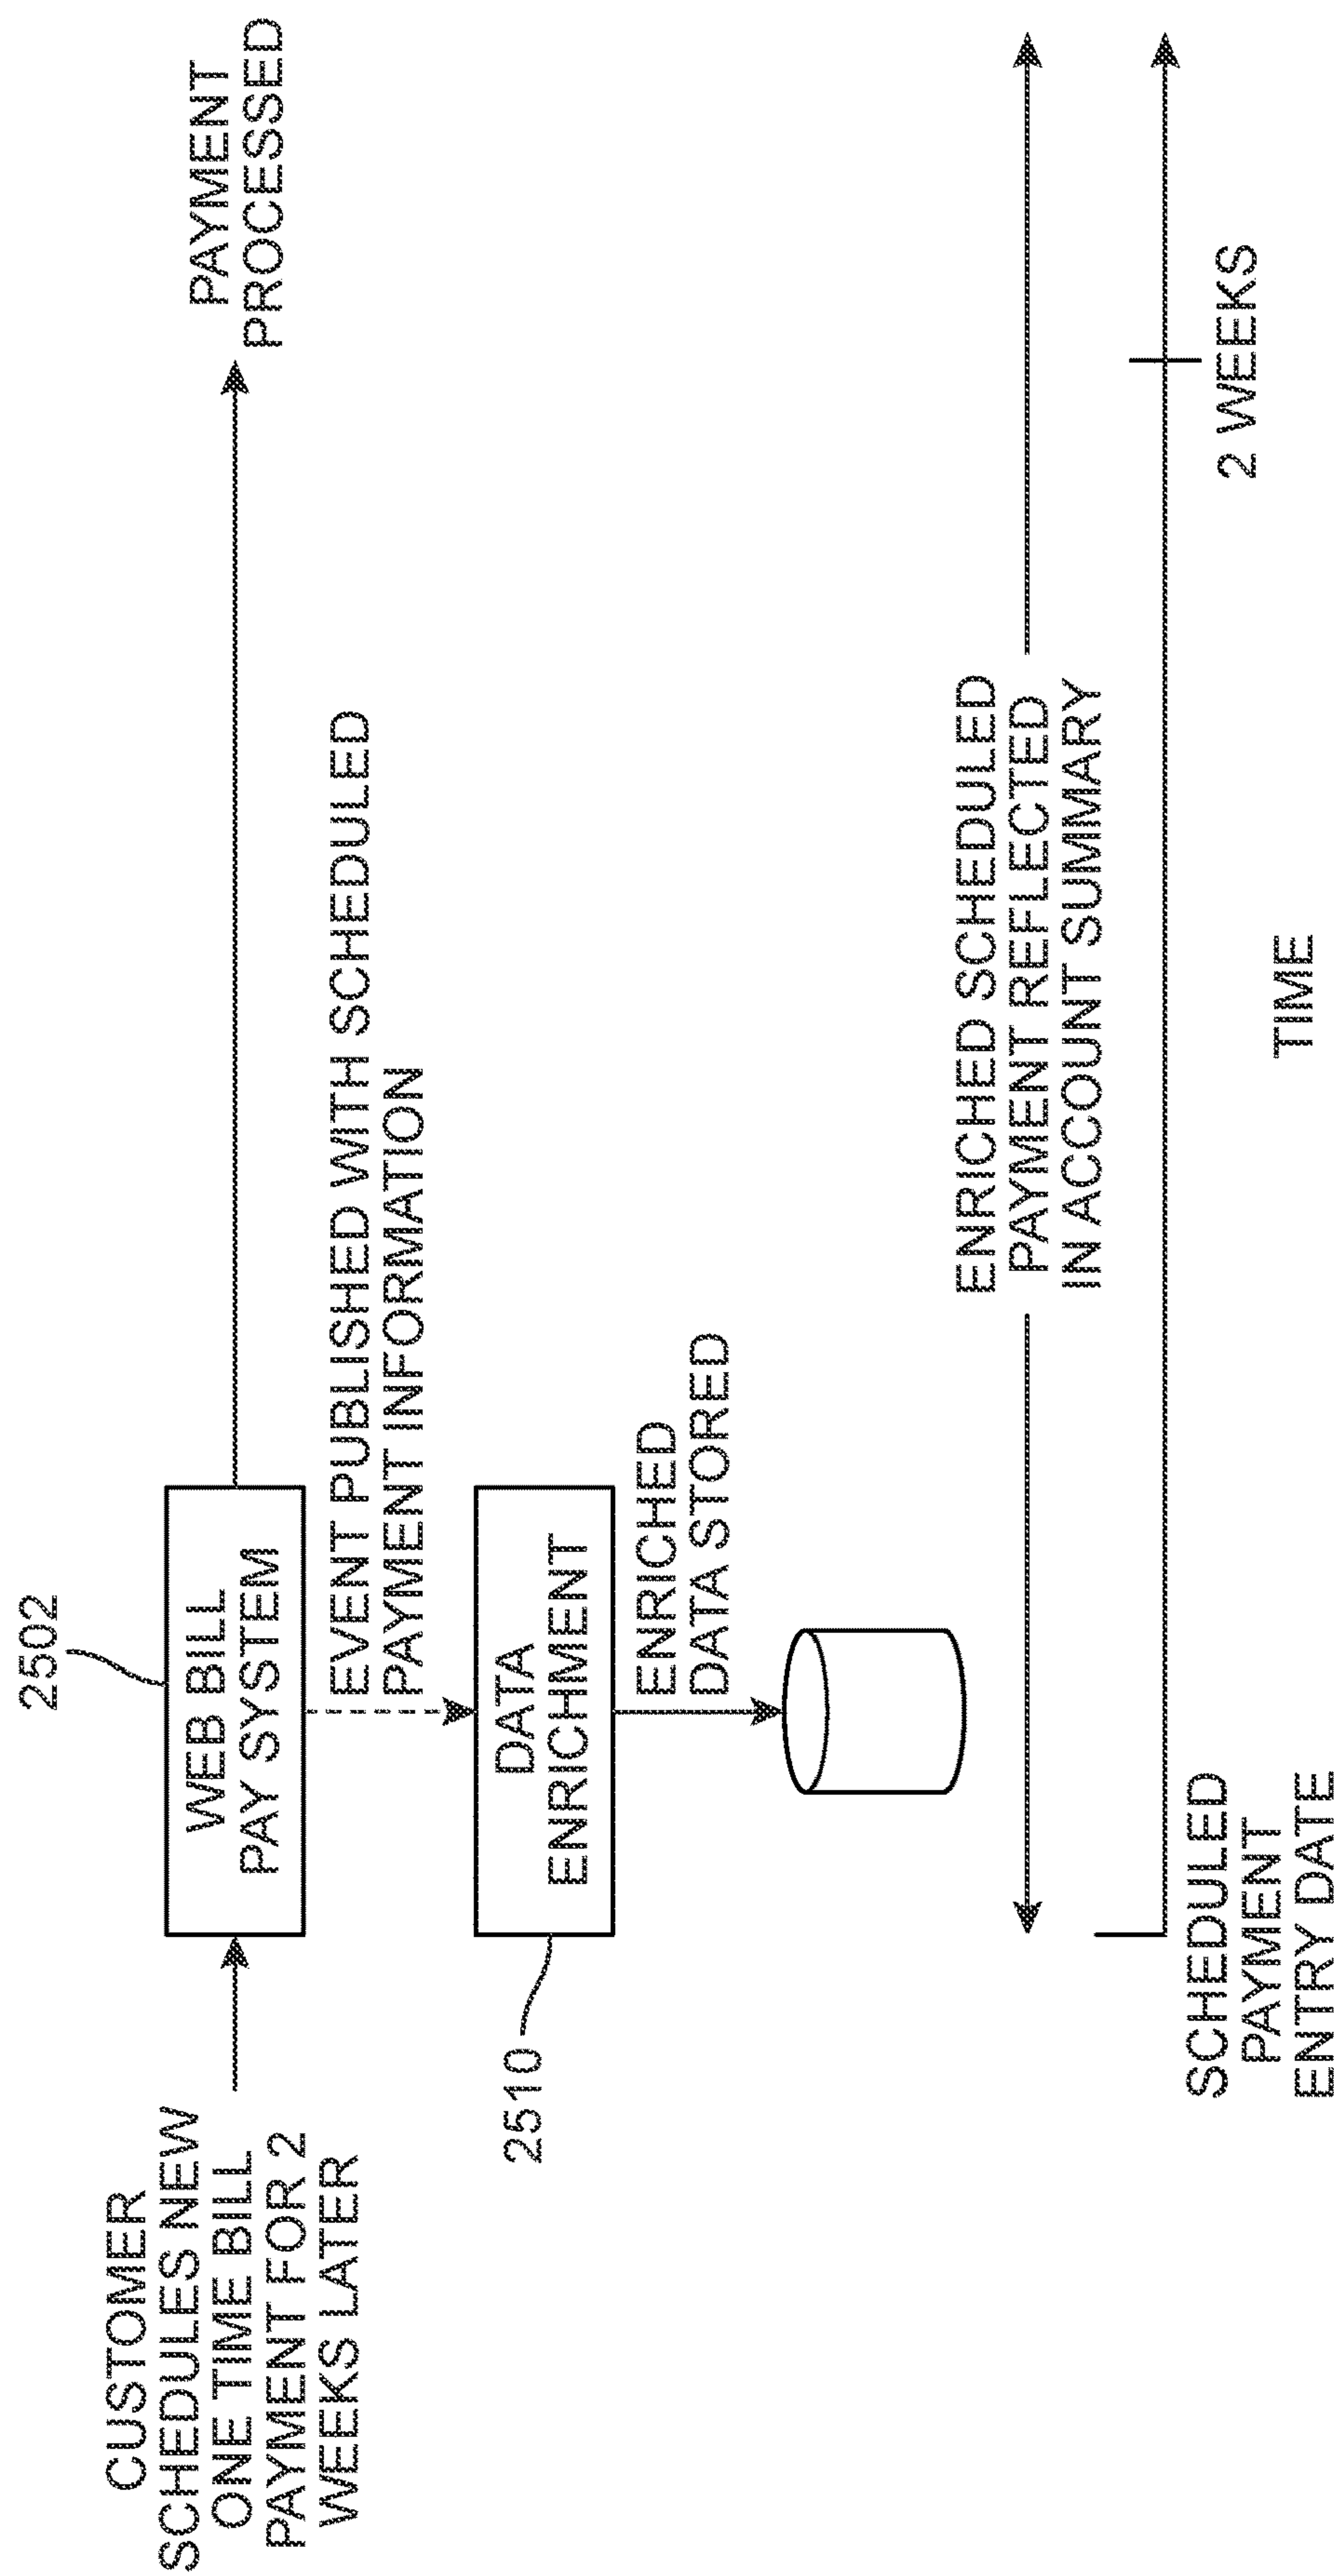 2502
CUSTOMER
SCHEDULES NEW
ONE TIME BILL
PAYMENT FOR 2
WEEKS LATER
WEB BILL
PAY SYSTEM
PAYMENT
PROCESSED
EVENT PUBLISHED WITH SCHEDULED
PAYMENT INFORMATION
2510
DATA
ENRICHMENT
ENRICHED
DATA STORED
ENRICHED SCHEDULED
PAYMENT REFLECTED
IN ACCOUNT SUMMARY
SCHEDULED
PAYMENT
ENTRY DATE
2 WEEKS
TIME